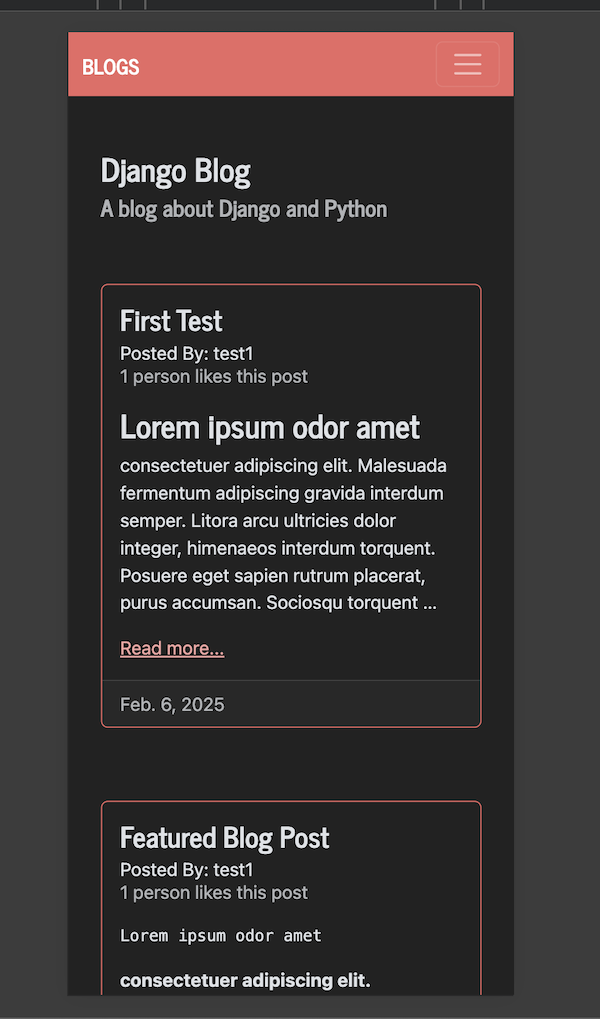 BLOGS
Django Blog
A blog about Django and Python
First Test
Posted By: test1
1 person likes this post
Lorem ipsum odor amet
consectetuer adipiscing elit. Malesuada
fermentum adipiscing gravida interdum
semper. Litora arcu ultricies dolor
integer, himenaeos interdum torquent.
Posuere eget sapien rutrum placerat,
purus accumsan. Sociosqu torquent ...
Read more...
Feb. 6, 2025
Featured Blog Post
Posted By: test1
1 person likes this post
Lorem ipsum odor amet
consectetuer adipiscing elit.